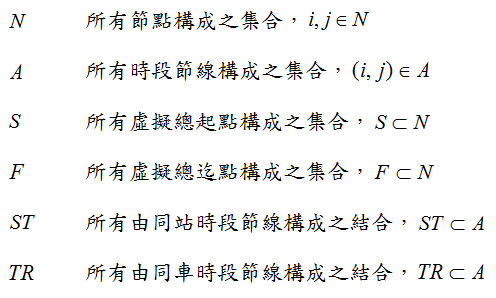 N 所有節點構成之集合，i, j ∈ N
A 所有時段節線構成之集合，(i, j) ∈ A
S 所有虛擬總起點構成之集合，S ⊂ N
F 所有虛擬總迄點構成之集合，F ⊂ N
ST 所有由同站時段節線構成之結合，ST ⊂ A
TR 所有由同車時段節線構成之結合，TR ⊂ A